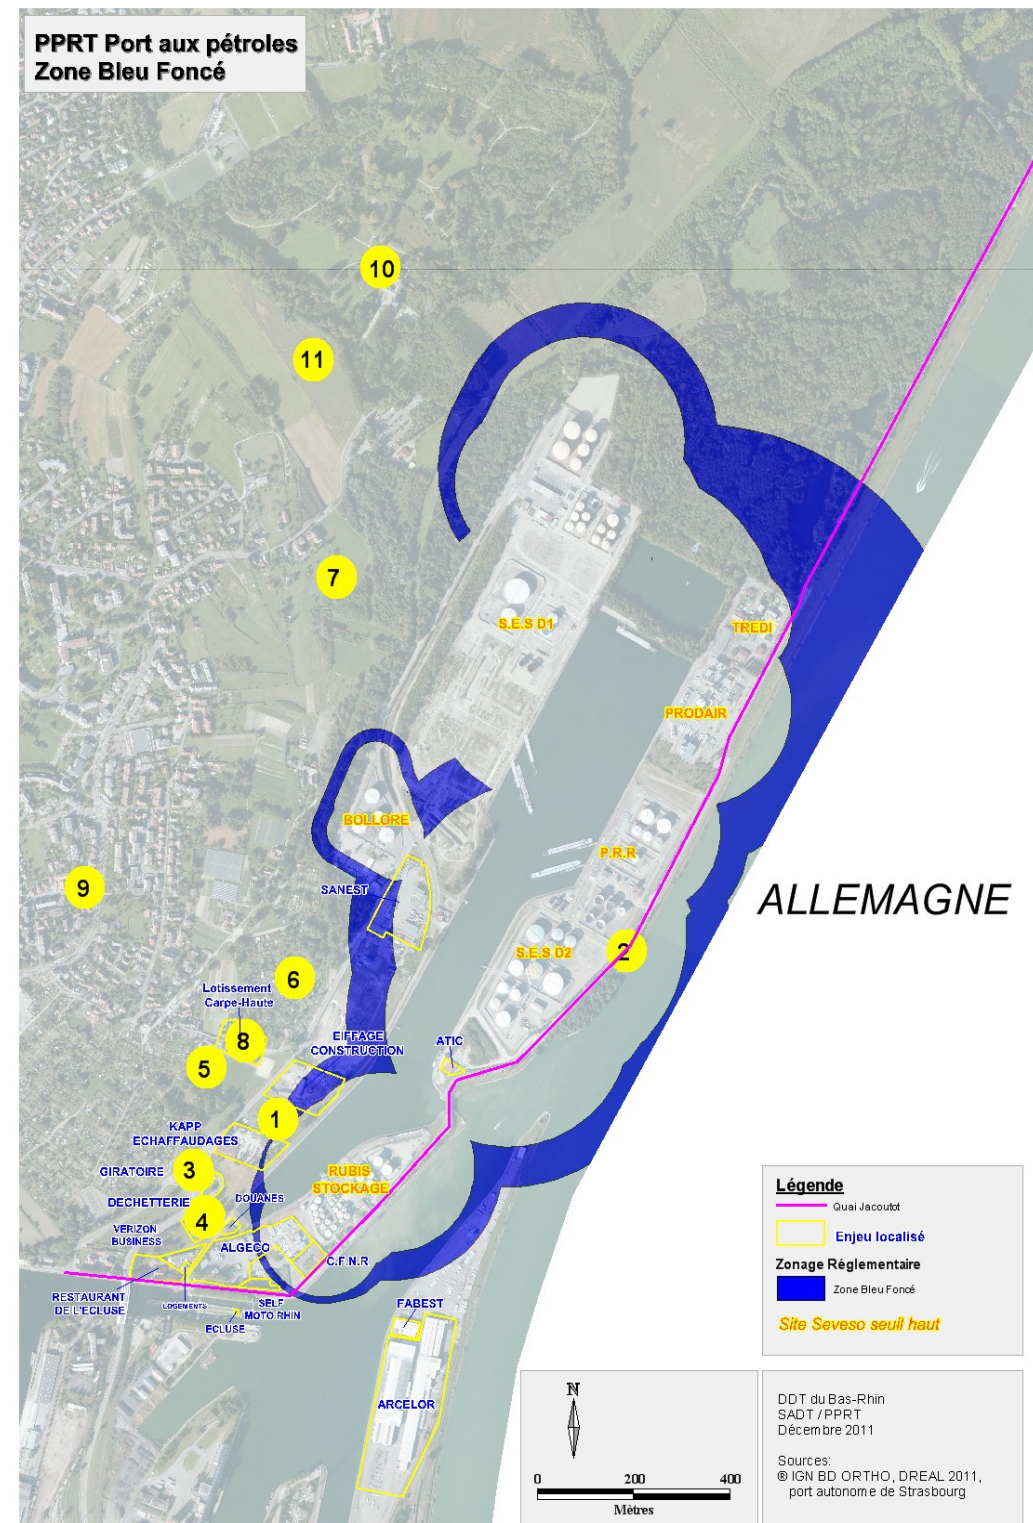 PPRT Port aux pétroles
Zone Bleu Foncé
10
11
7
S.E.S D1
TREDI
PRODAIR
BOLLORE
P.R.R
SANEST
9
ALLEMAGNE
S.E.S D2
2
6
Lotissement
Carpe-Haute
8
EIFFAGE
CONSTRUCTION
ATIC
5
1
KAPP
ECHAFFAUDAGES
GIRATOIRE
3
RUBIS
STOCKAGE
DECHETTERIE
DOUANES
4
VERIZON
BUSINESS
ALGECO
C.F.N.R
RESTAURANT
DE L'ECLUSE
LOGEMENTS
SELF
MOTO RHIN
ECLUSE
FABEST
ARCELOR
Légende
Quai Jacoutot
Enjeu localisé
Zonage Réglementaire
Zone Bleu Foncé
Site Seveso seuil haut
N
0 200 400
Mètres
DDT du Bas-Rhin
SADT / PPRT
Décembre 2011
Sources:
® IGN BD ORTHO, DREAL 2011,
port autonome de Strasbourg